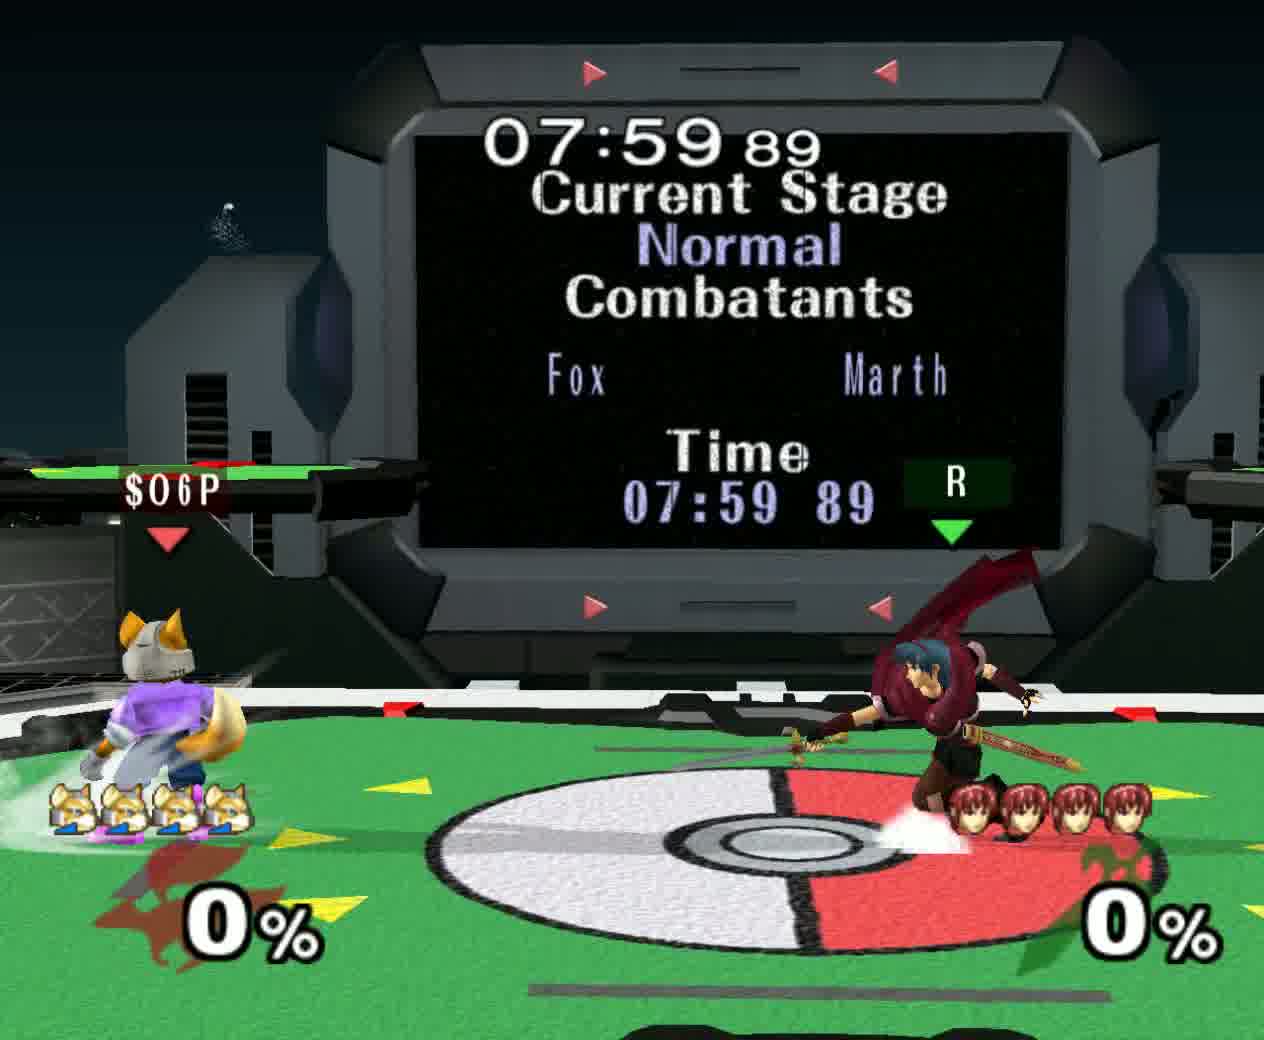 07:59 89
Current Stage
Normal
Combatants
Fox Marth
Time
07:59 89
$O6P
R
0%
0%